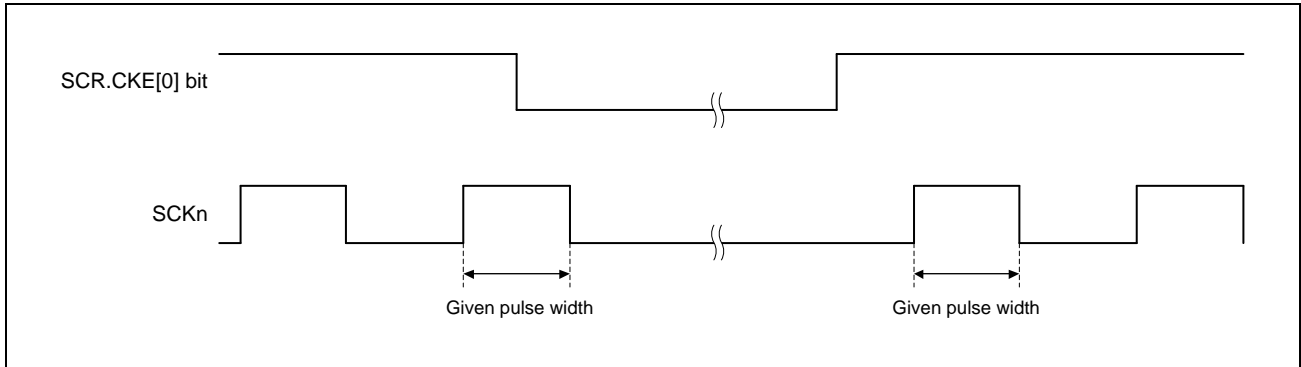 SCR.CKE[0] bit
SCKn
Given pulse width
Given pulse width